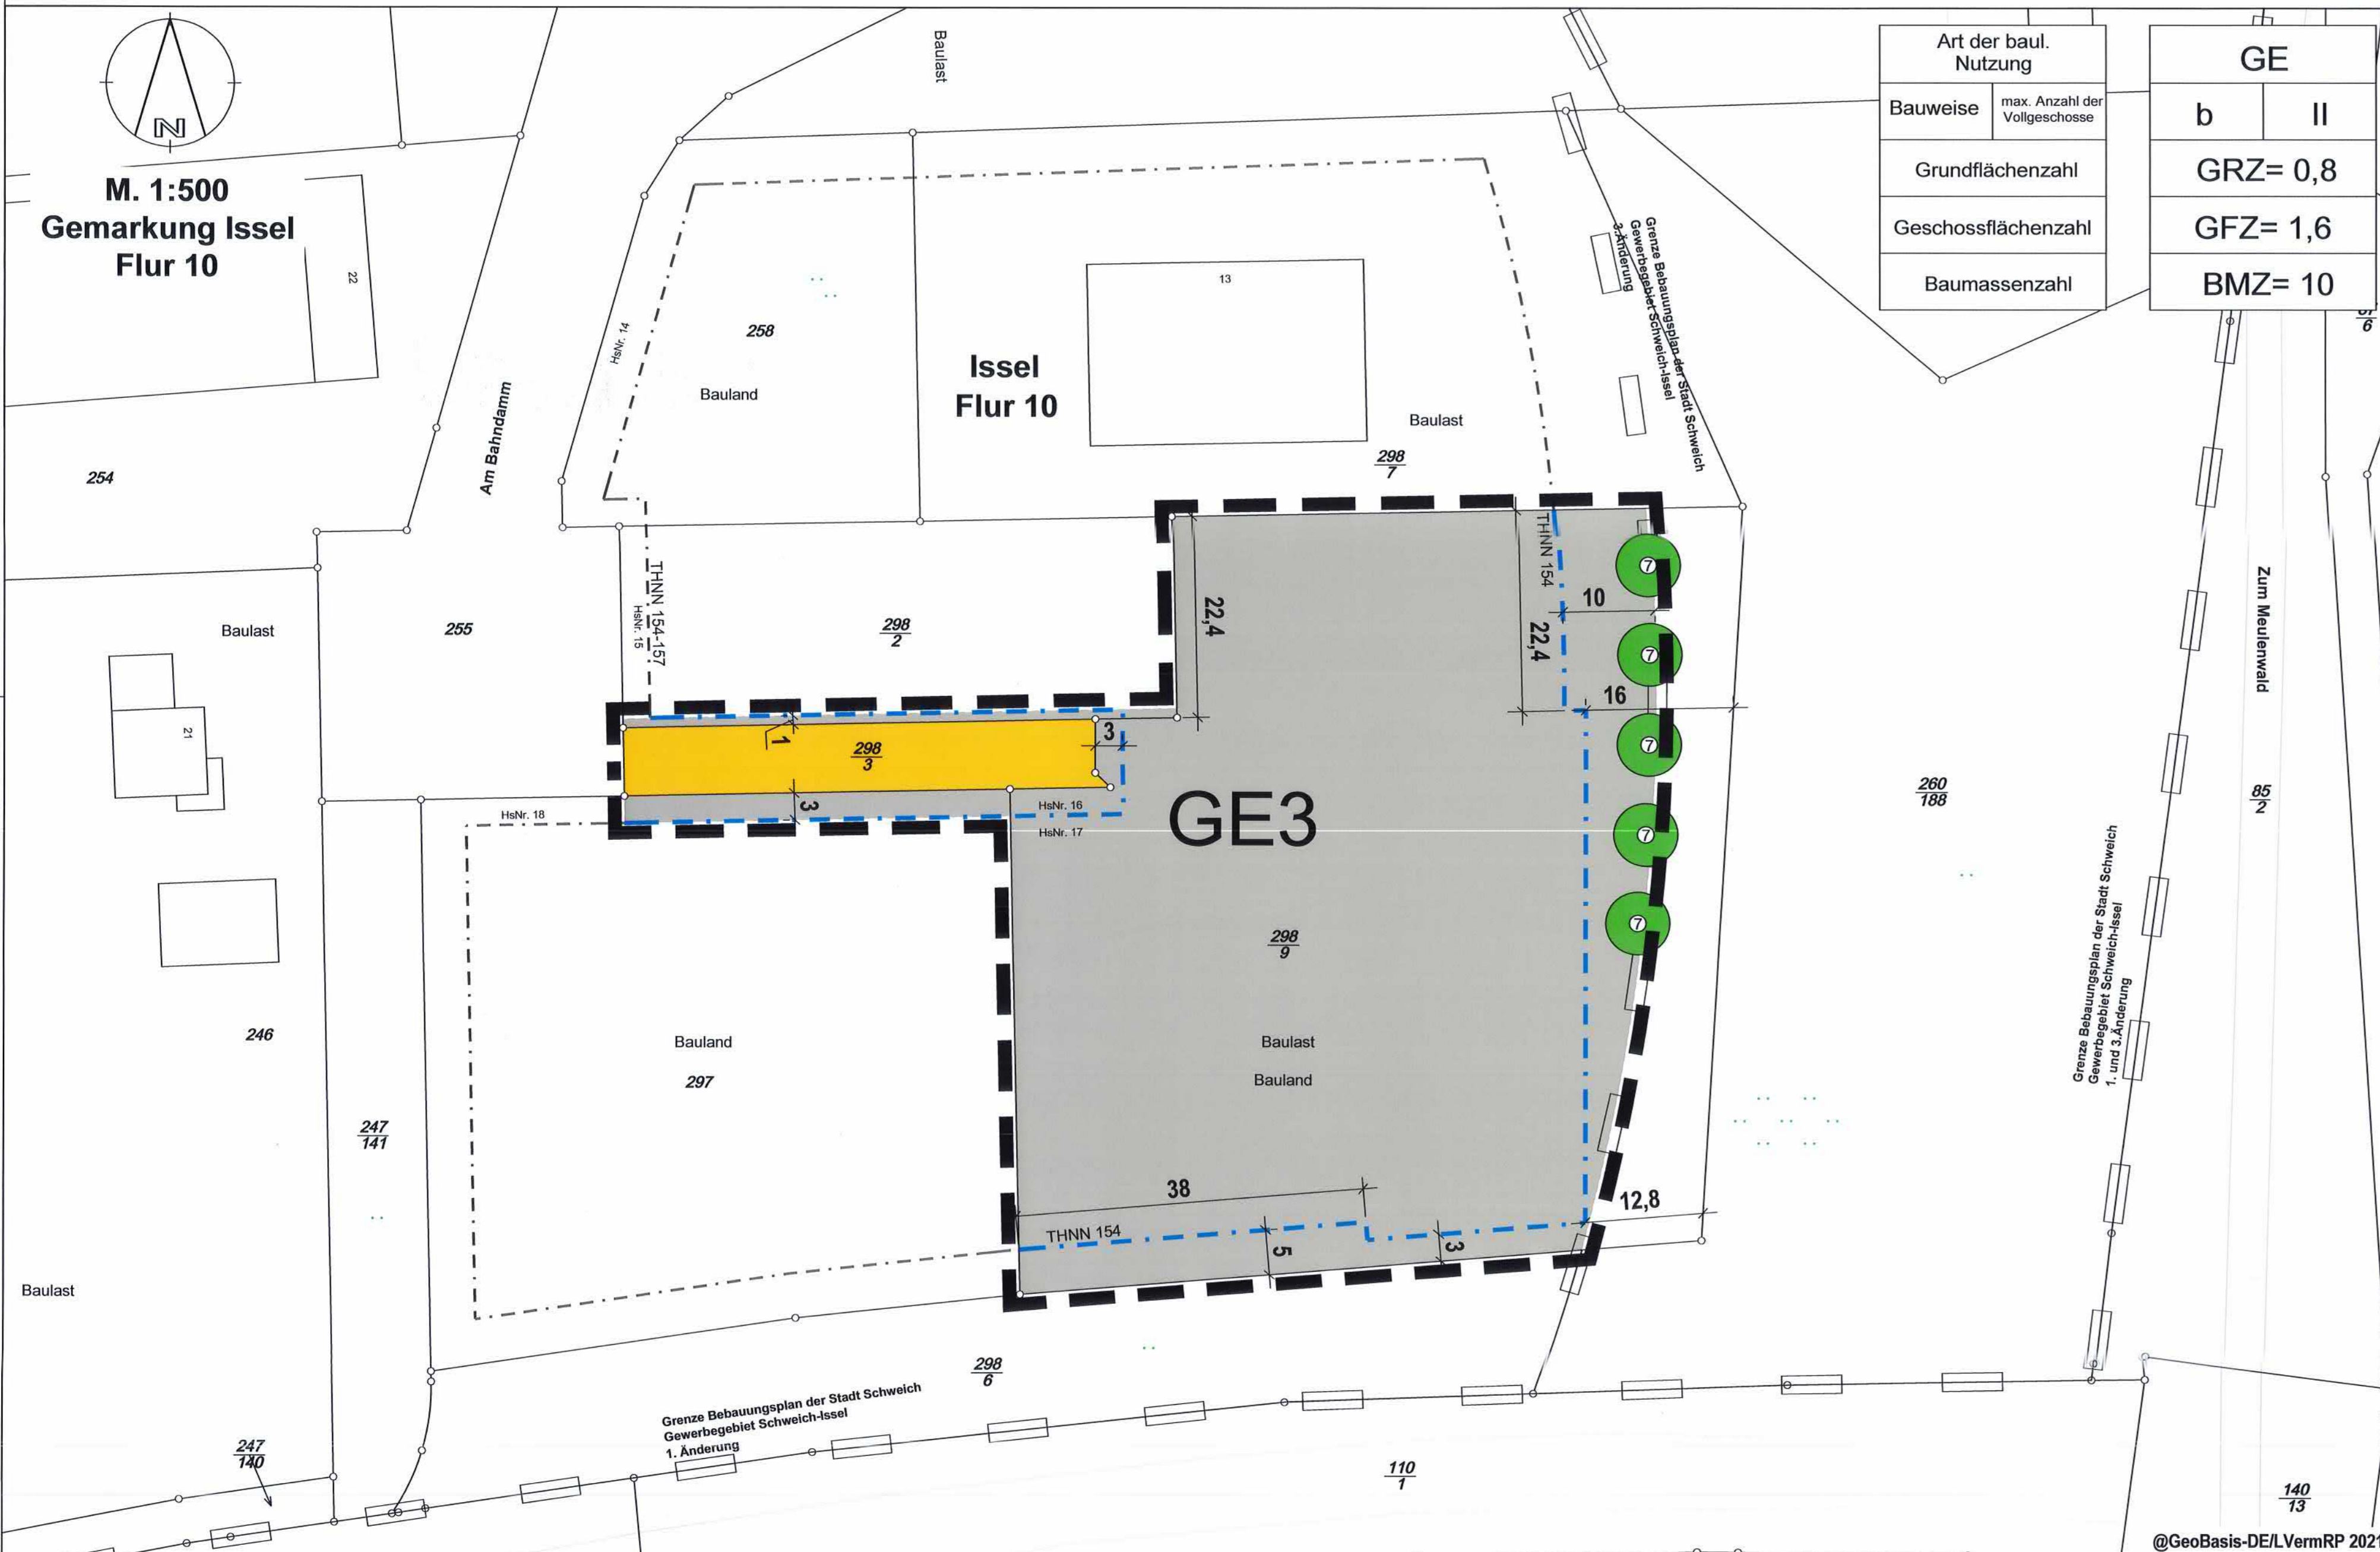 N
M. 1:500
Gemarkung Issel
Flur 10
22
Baulast
Art der baul.
Nutzung
Bauweise
max. Anzahl der
Vollgeschosse
Grundflächenzahl
Geschossflächenzahl
Baumassenzahl
GE
b
II
GRZ= 0,8
GFZ= 1,6
BMZ= 10
6
Grenze Bebauungsplan der Stadt Schweich
Gewerbegebiet Schweich-Issel
3.Änderung
HsNr. 14
258
Bauland
Issel
Flur 10
13
Baulast
298
7
254
Am Bahndamm
THNN 154-157
HsNr. 15
THNN 154
22,4
22,4
10
16
7
7
7
7
7
Zum Meulenwald
Baulast
255
298
2
21
1
298
3
3
3
HsNr. 18
HsNr. 16
HsNr. 17
GE3
260
188
85
2
298
9
Grenze Bebauungsplan der Stadt Schweich
Gewerbegebiet Schweich-Issel
1. und 3.Änderung
246
Bauland
297
Baulast
Bauland
247
141
38
12,8
THNN 154
5
3
Baulast
298
6
Grenze Bebauungsplan der Stadt Schweich
Gewerbegebiet Schweich-Issel
1. Änderung
247
140
110
1
140
13
@GeoBasis-DE/LVermRP 2021